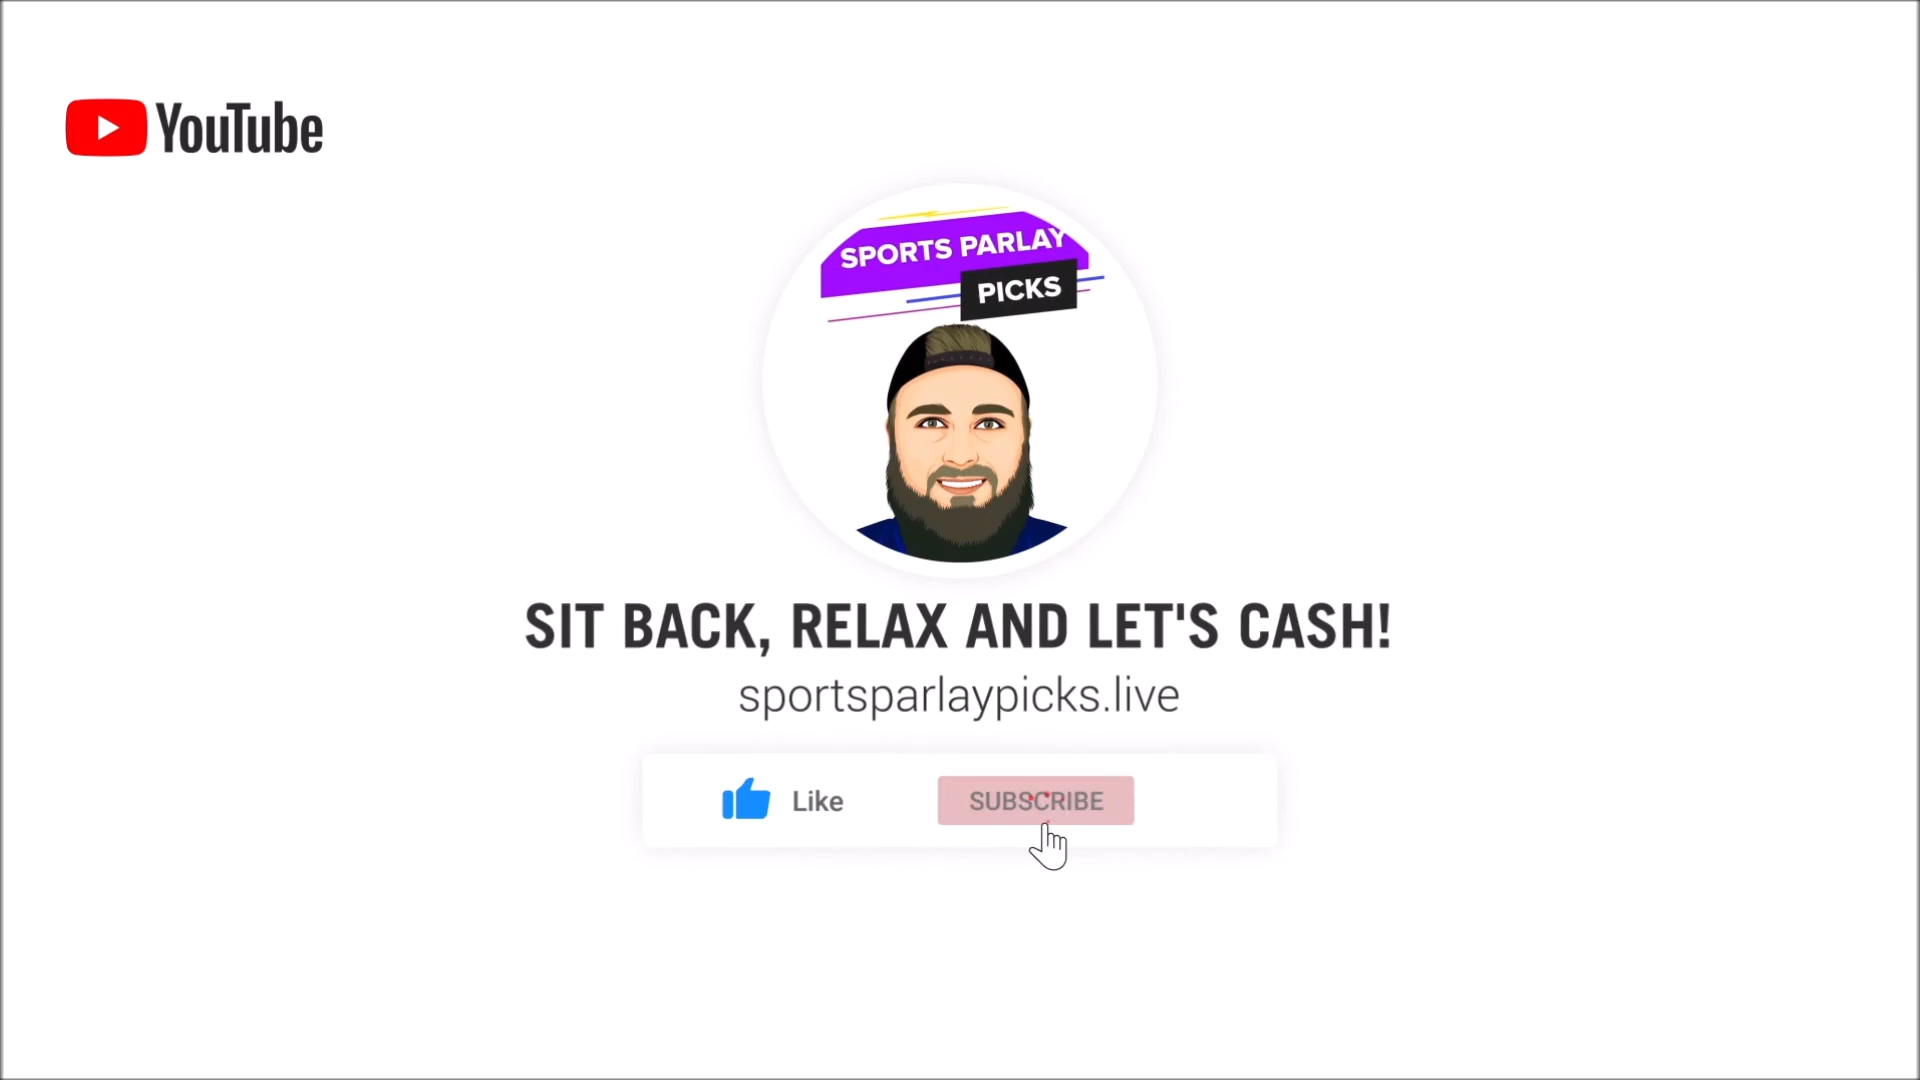 YouTube
SPORTS PARLAY
PICKS
SIT BACK, RELAX AND LET'S CASH!
sportsparlaypicks.live
Like
SUBSCRIBE